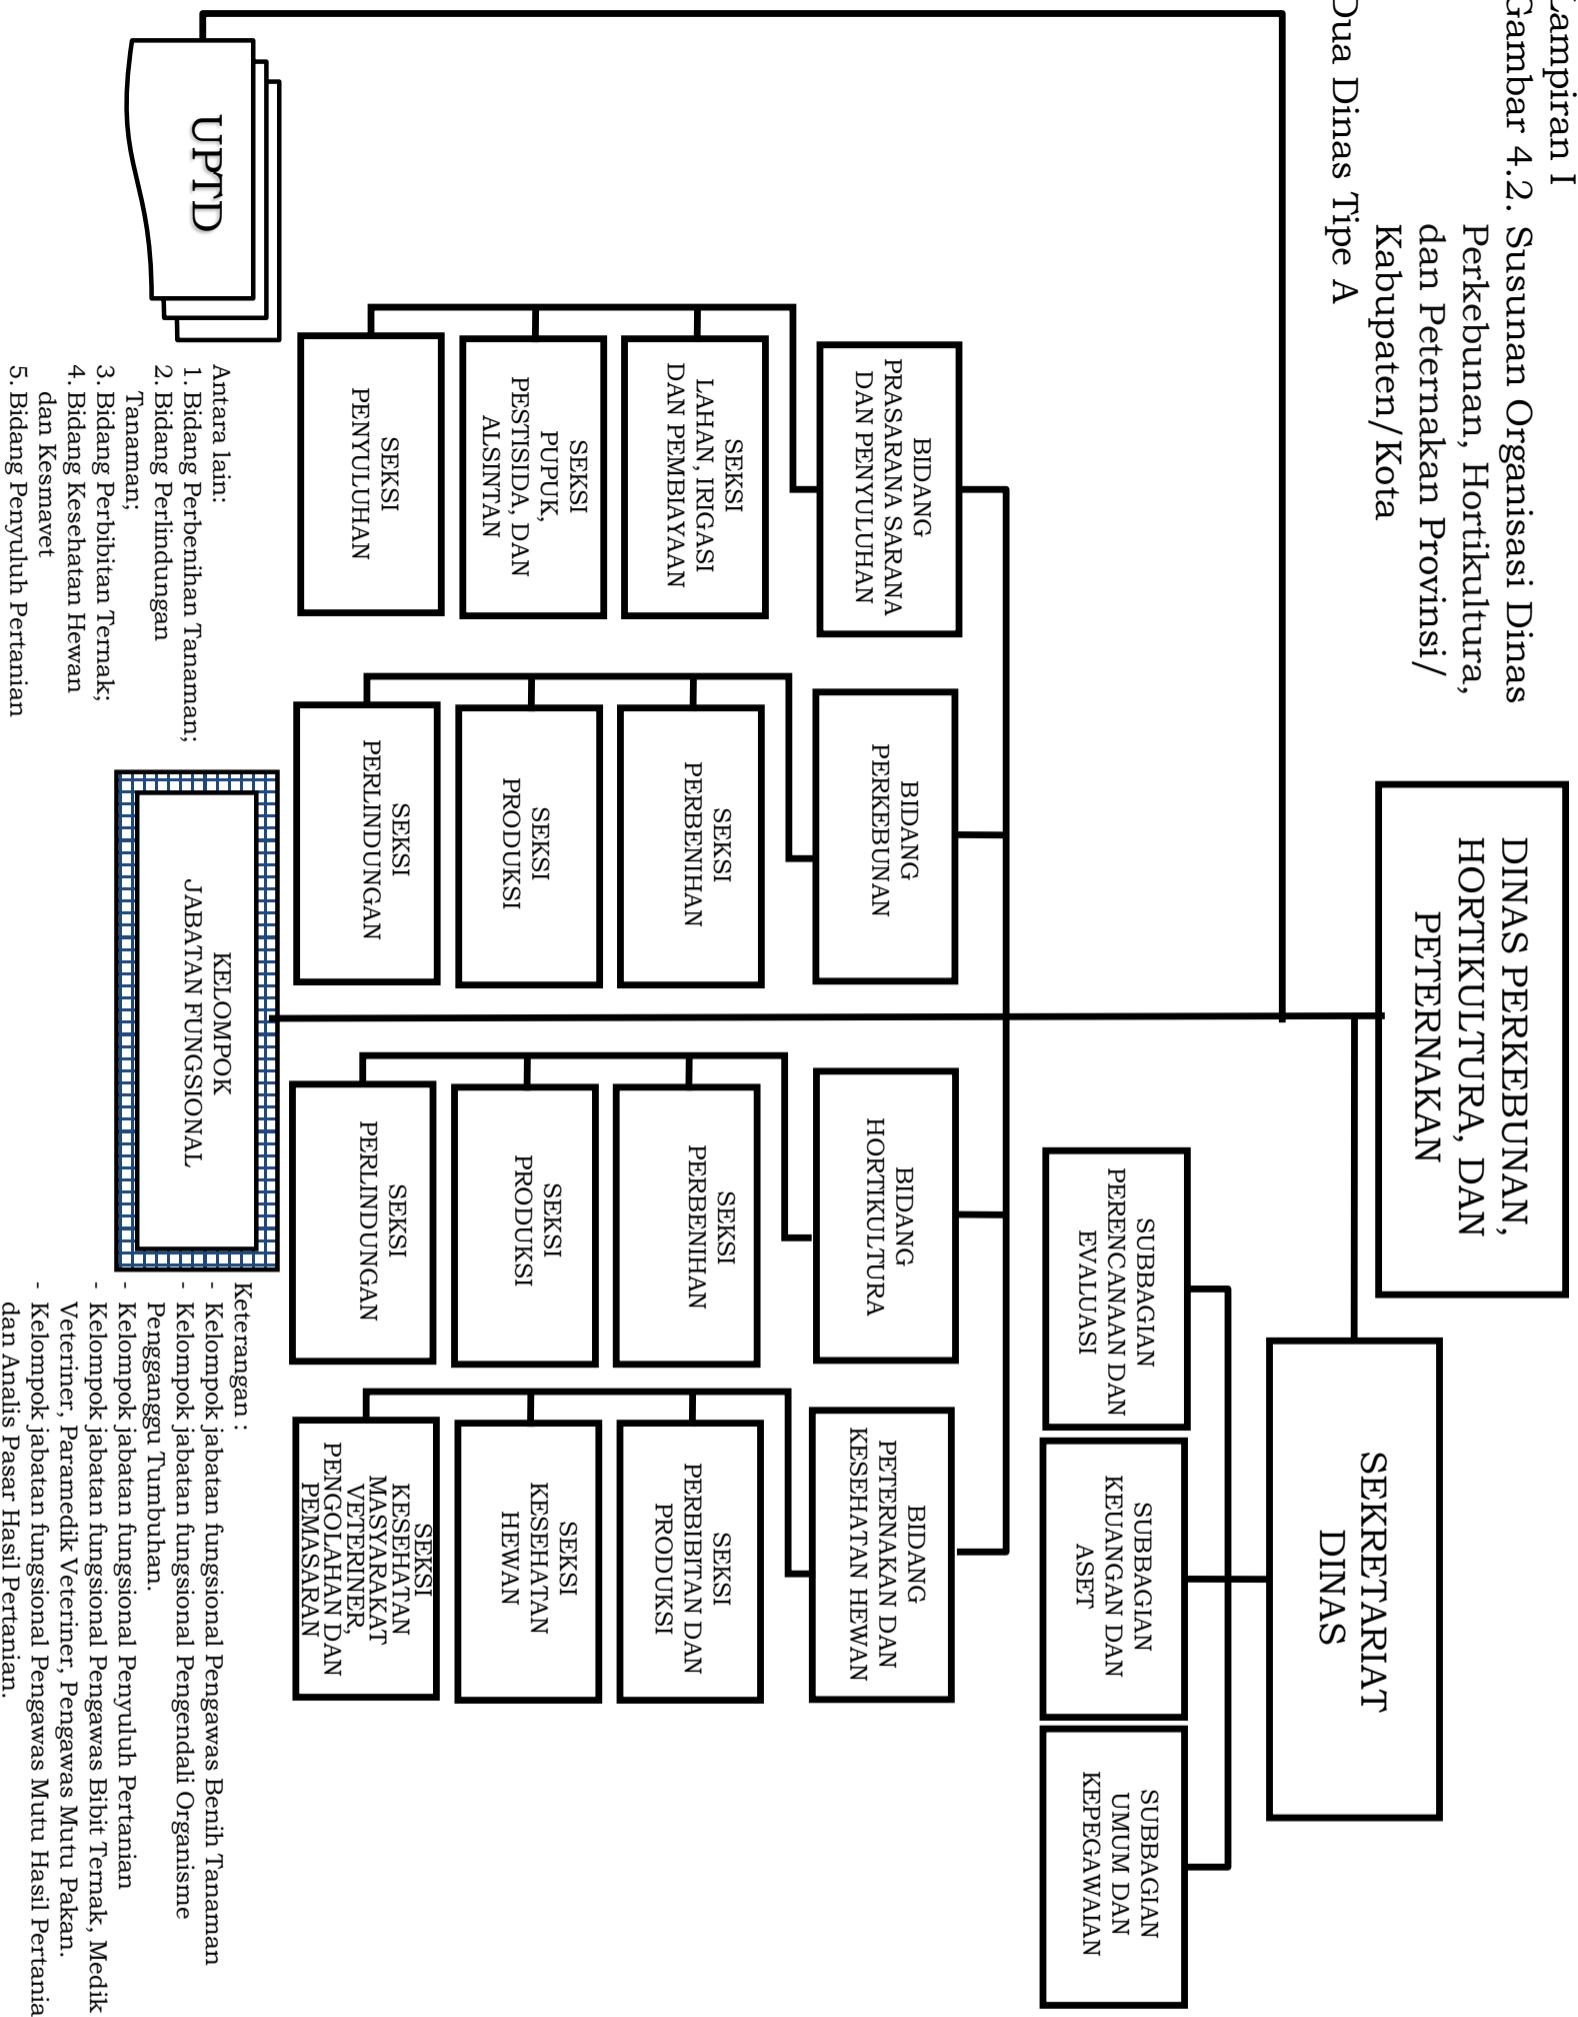 Lampiran I
Gambar 4.2. Susunan Organisasi Dinas
Perkebunan, Hortikultura,
dan Peternakan Provinsi/
Kabupaten/Kota
Dua Dinas Tipe A
DINAS PERKEBUNAN,
HORTIKULTURA, DAN
PETERNAKAN
SEKRETARIAT
DINAS
SUBBAGIAN
PERENCANAAN DAN
EVALUASI
SUBBAGIAN
KEUANGAN DAN
ASET
SUBBAGIAN
UMUM DAN
KEPEGAWAIAN
BIDANG
PRASARANA SARANA
DAN PENYULUHAN
SEKSI
LAHAN, IRIGASI
DAN PEMBIAYAAN
SEKSI
PUPUK,
PESTISIDA, DAN
ALSINTAN
SEKSI
PENYULUHAN
BIDANG
PERKEBUNAN
SEKSI
PERBENIHAN
SEKSI
PRODUKSI
SEKSI
PERLINDUNGAN
BIDANG
HORTIKULTURA
SEKSI
PERBENIHAN
SEKSI
PRODUKSI
SEKSI
PERLINDUNGAN
BIDANG
PETERNAKAN DAN
KESEHATAN HEWAN
SEKSI
PERBIBITAN DAN
PRODUKSI
SEKSI
KESEHATAN
HEWAN
SEKSI
KESEHATAN
MASYARAKAT
VETERINER,
PENGOLAHAN DAN
PEMASARAN
UPTD
Antara lain:
1. Bidang Perbenihan Tanaman;
2. Bidang Perlindungan
Tanaman;
3. Bidang Perbibitan Ternak;
4. Bidang Kesehatan Hewan
dan Kesmavet
5. Bidang Penyuluh Pertanian
KELOMPOK
JABATAN FUNGSIONAL
Keterangan :
- Kelompok jabatan fungsional Pengawas Benih Tanaman
- Kelompok jabatan fungsional Pengendali Organisme
Pengganggu Tumbuhan.
- Kelompok jabatan fungsional Penyuluh Pertanian
- Kelompok jabatan fungsional Pengawas Bibit Ternak, Medik
Veteriner, Paramedik Veteriner, Pengawas Mutu Pakan.
- Kelompok jabatan fungsional Pengawas Mutu Hasil Pertania
dan Analis Pasar Hasil Pertanian.